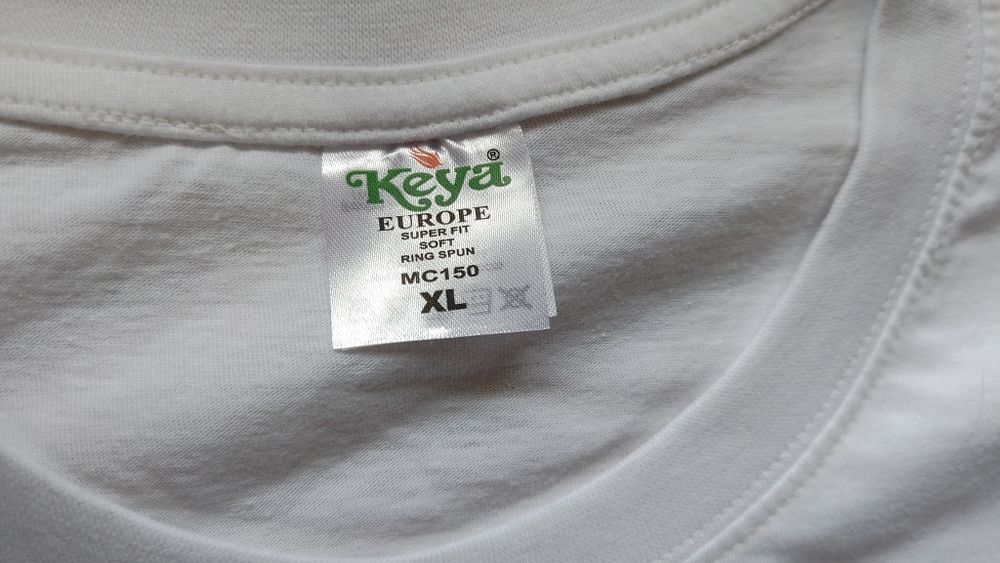 Keya®
EUROPE
SUPER FIT
SOFT
RING SPUN
MC150
XL